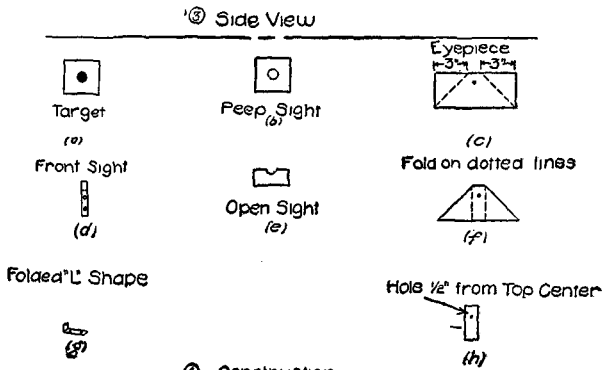 '③ Side View
Eyepiece
3" 3"
Target
Peep Sight
(a)
(b)
(c)
Front Sight
Fold on dotted lines
Open Sight
(d)
(e)
(f)
Folded "L" Shape
Hole ½" from Top Center
(g)
(h)
Construction